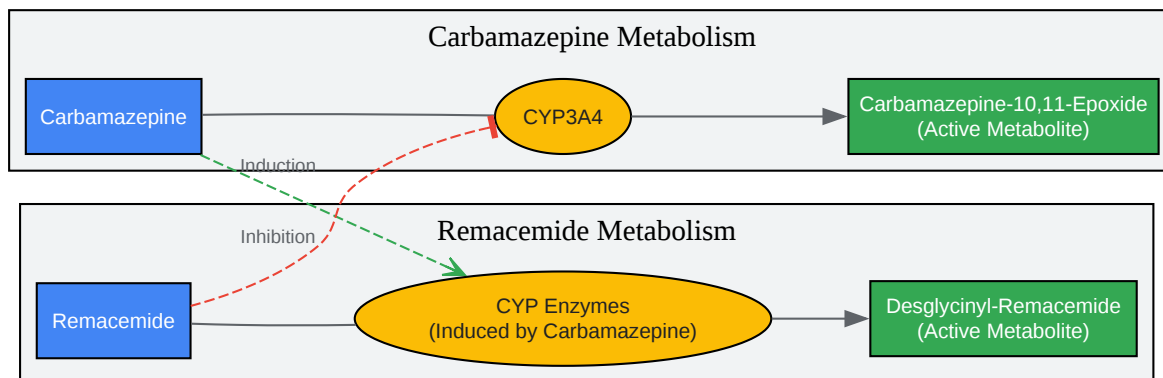 Carbamazepine Metabolism
Carbamazepine
CYP3A4
Carbamazepine-10,11-Epoxide
(Active Metabolite)
Induction
Inhibition
Remacemide Metabolism
Remacemide
CYP Enzymes
(Induced by Carbamazepine)
Desglycinyl-Remacemide
(Active Metabolite)